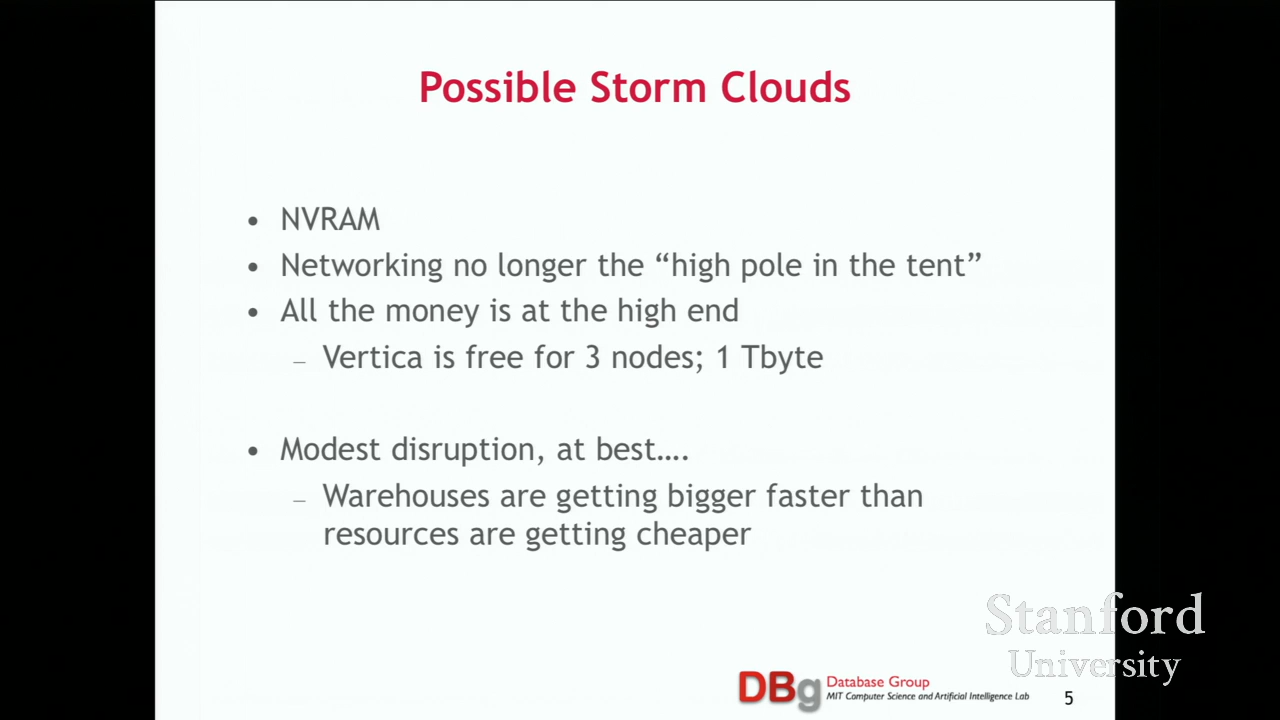 Possible Storm Clouds
• NVRAM
• Networking no longer the “high pole in the tent”
• All the money is at the high end
– Vertica is free for 3 nodes; 1 Tbyte
• Modest disruption, at best….
– Warehouses are getting bigger faster than
resources are getting cheaper
Stanford
University
DBg
Database Group
MIT Computer Science and Artificial Intelligence Lab
5